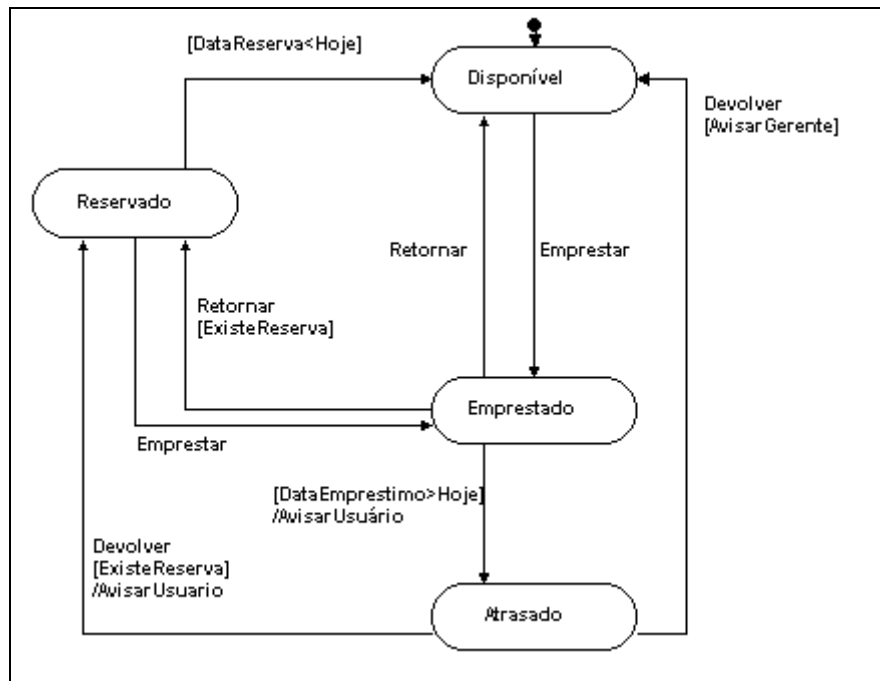 [DataReserva<Hoje]
Disponível
Devolver
[AvisarGerente]
Reservado
Retornar
Emprestar
Retornar
[ExisteReserva]
Emprestado
Emprestar
[DataEmprestimo>Hoje]
/AvisarUsuário
Devolver
[ExisteReserva]
/AvisarUsuario
Atrasado